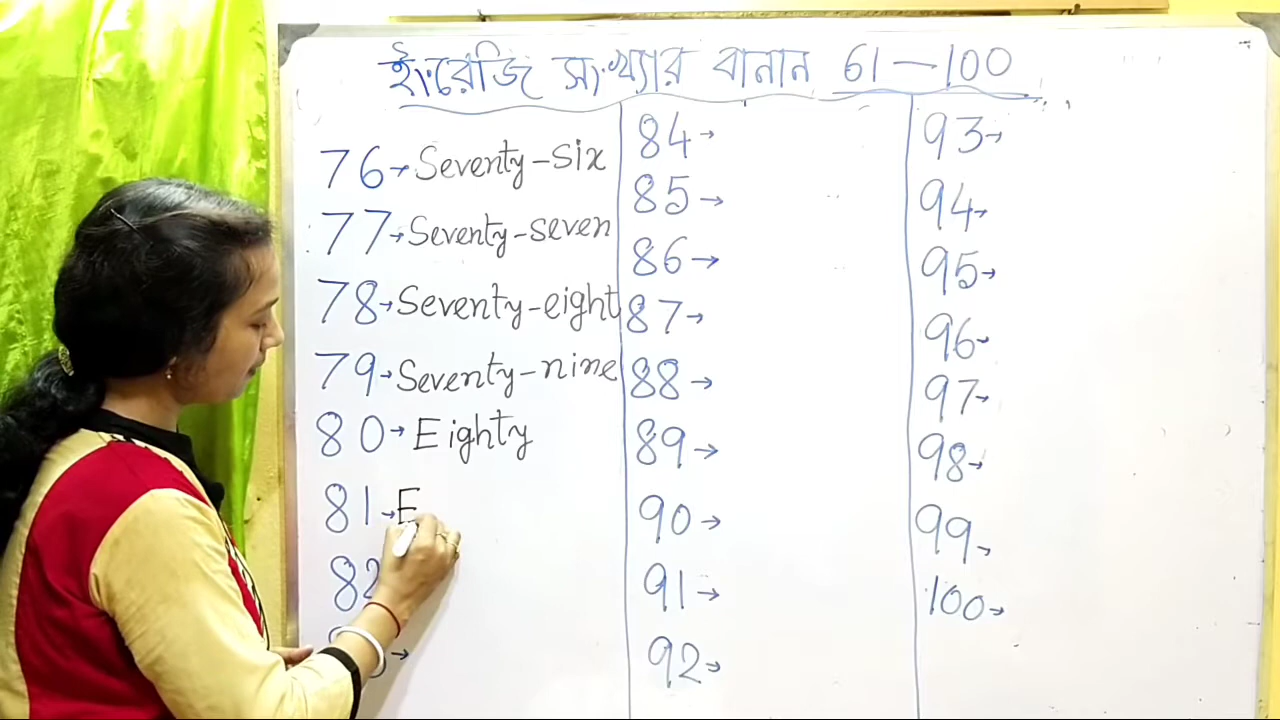 ইংরেজি সংখ্যার বানান 61—100
76→ Seventy-six
77→ Seventy-seven
78→ Seventy-eight
79→ Seventy-nine
80→ Eighty
81→ E
82
→
84→
85→
86→
87→
88→
89→
90→
91→
92→
93→
94→
95→
96→
97→
98→
99→
100→